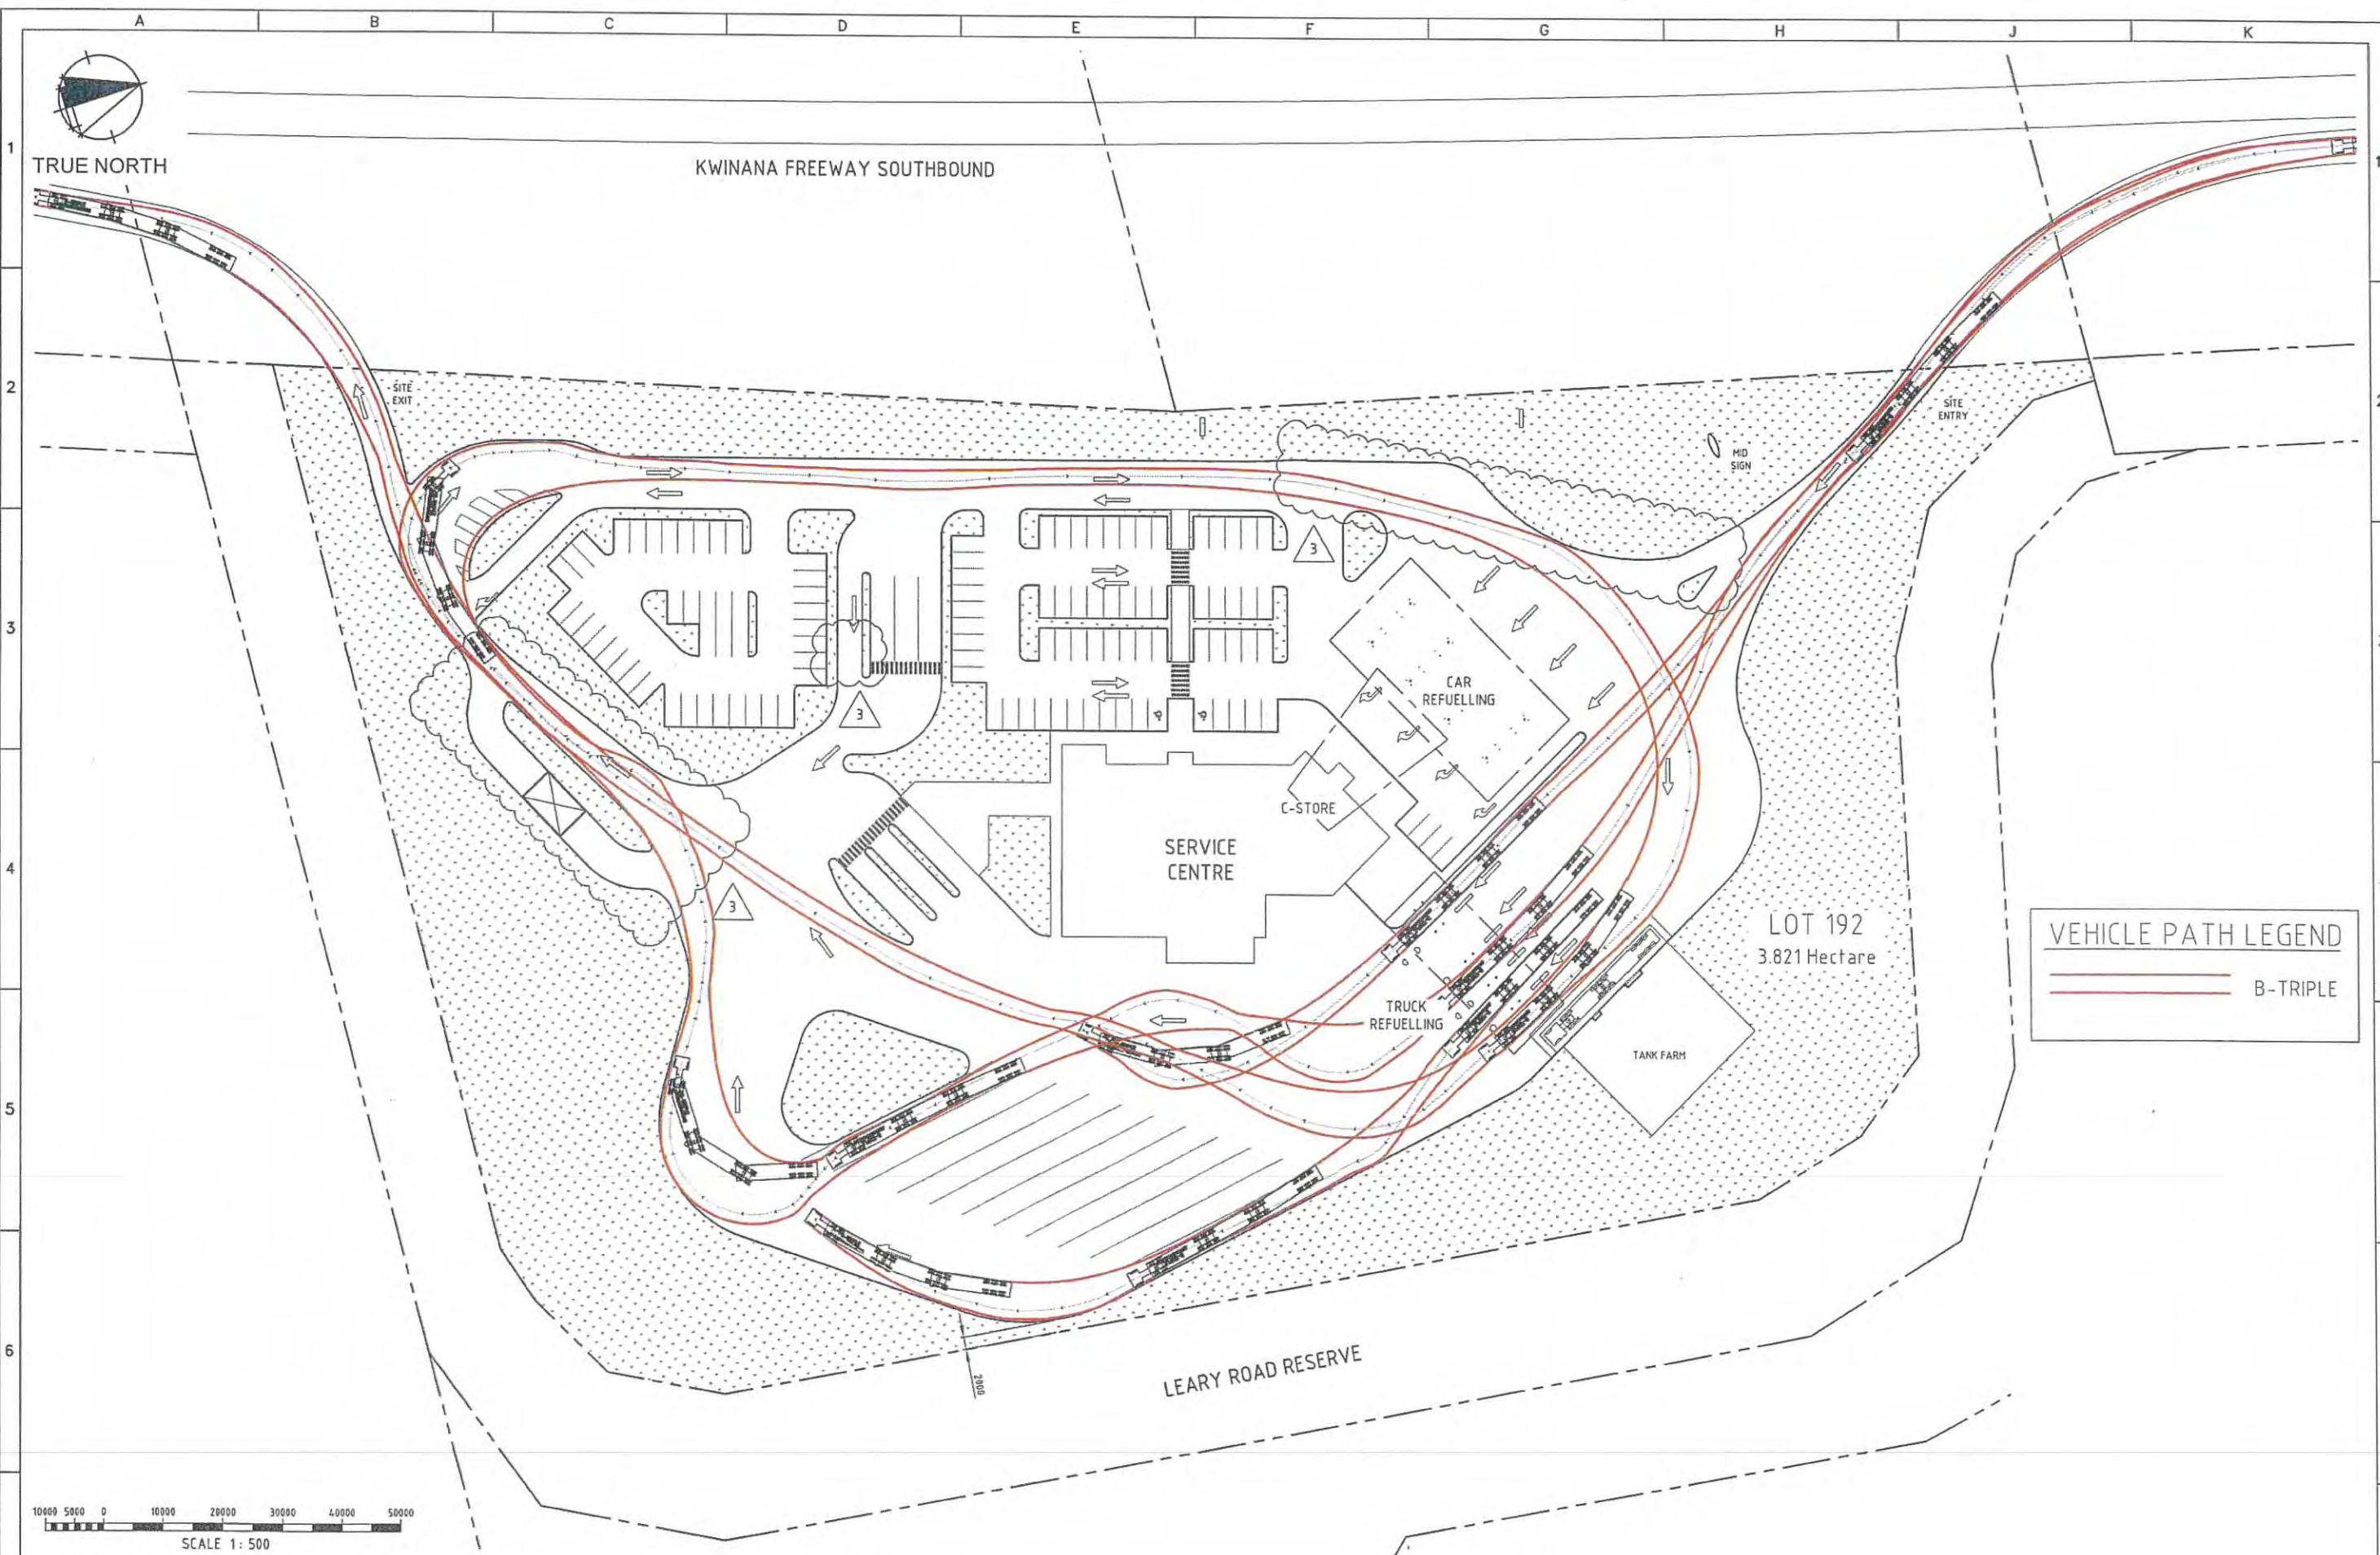 A B C D E F G H J K
1 1
TRUE NORTH
KWINANA FREEWAY SOUTHBOUND
2 2
SITE
EXIT
SITE
ENTRY
MID
SIGN
3
3
CAR
REFUELLING
3
C-STORE
4
SERVICE
CENTRE
3
LOT 192
3.821 Hectare
VEHICLE PATH LEGEND
B-TRIPLE
TRUCK
REFUELLING
TANK FARM
5
6
2000
LEARY ROAD RESERVE
10000 5000 0 10000 20000 30000 40000 50000
SCALE 1: 500